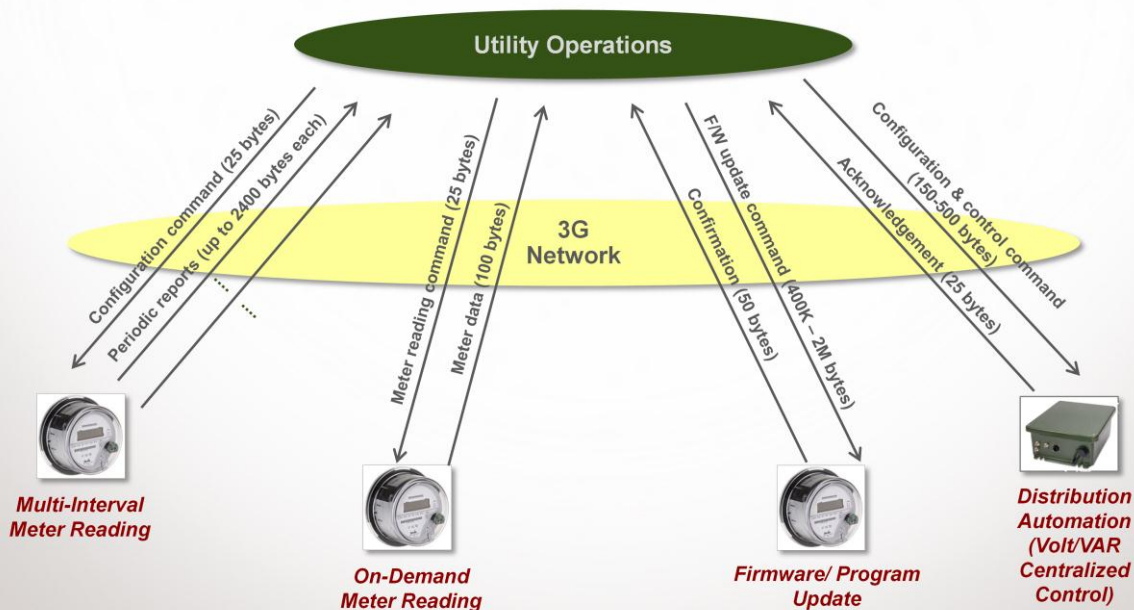 Utility Operations
3G
Network
Configuration command (25 bytes)
Periodic reports (up to 2400 bytes each)
Meter reading command (25 bytes)
Meter data (100 bytes)
Confirmation (50 bytes)
F/W update command (400K – 2M bytes)
Acknowledgement (25 bytes)
Configuration & control command
(150-500 bytes)
Multi-Interval
Meter Reading
On-Demand
Meter Reading
Firmware/ Program
Update
Distribution
Automation
(Volt/VAR
Centralized
Control)